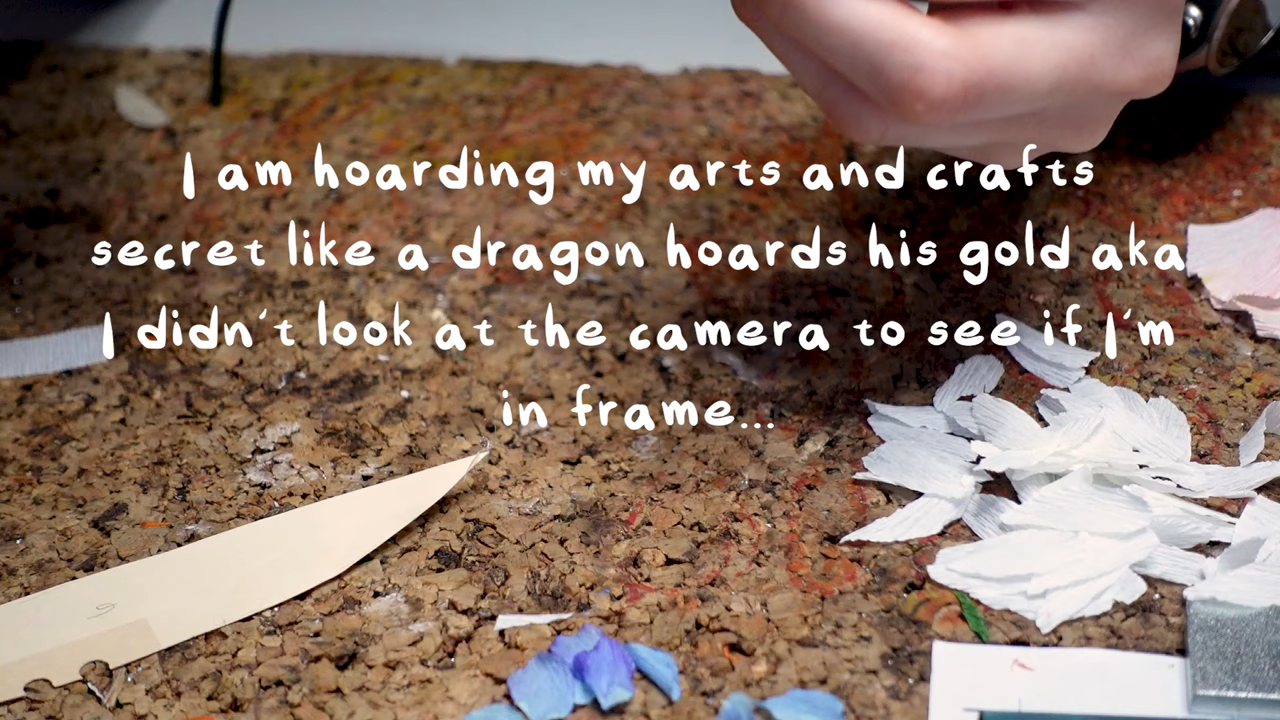 I am hoarding my arts and crafts
secret like a dragon hoards his gold aka
I didn't look at the camera to see if I'm
in frame...